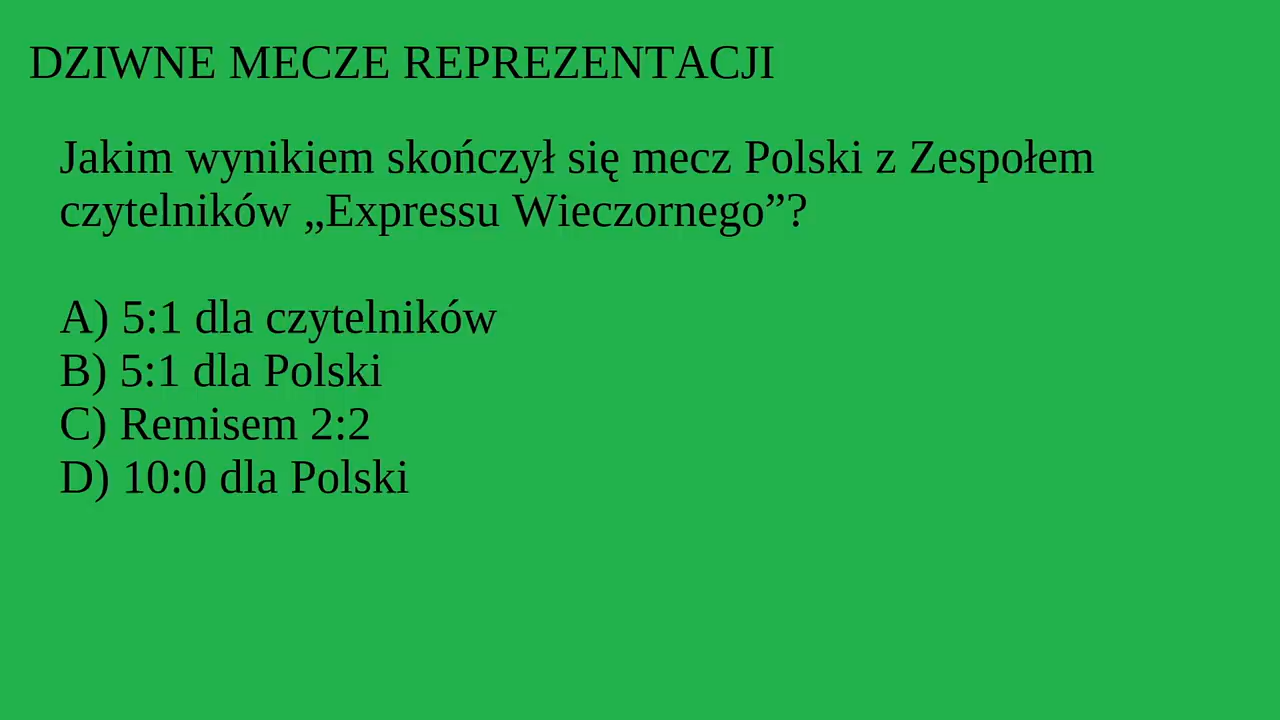 DZIWNE MECZE REPREZENTACJI
Jakim wynikiem skończył się mecz Polski z Zespołem
czytelników „Expressu Wieczornego”?
A) 5:1 dla czytelników
B) 5:1 dla Polski
C) Remisem 2:2
D) 10:0 dla Polski